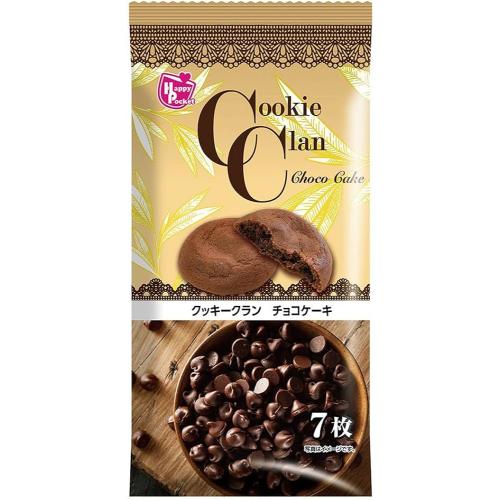 Happy
Pocket
Cookie
Clan
Choco Cake
クッキークラン チョコケーキ
7枚
写真はイメージです。